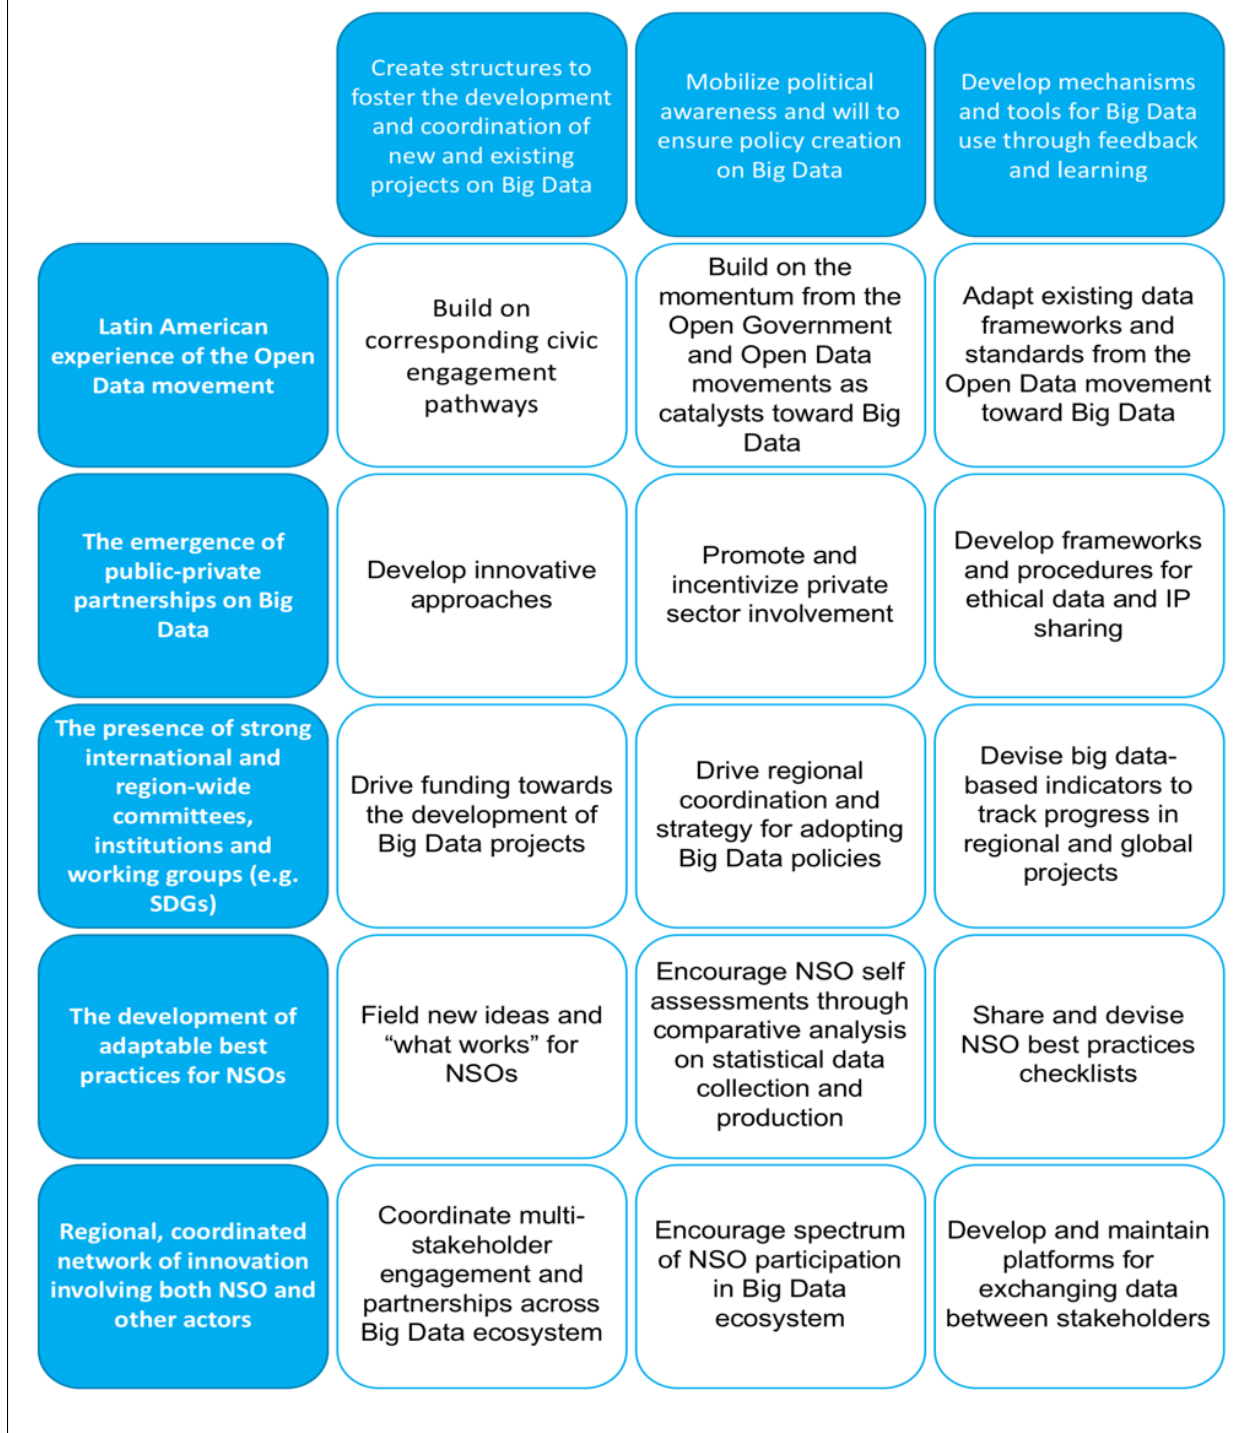 Create structures to
foster the development
and coordination of
new and existing
projects on Big Data
Mobilize political
awareness and will to
ensure policy creation
on Big Data
Develop mechanisms
and tools for Big Data
use through feedback
and learning
Latin American
experience of the Open
Data movement
Build on
corresponding civic
engagement
pathways
Build on the
momentum from the
Open Government
and Open Data
movements as
catalysts toward Big
Data
Adapt existing data
frameworks and
standards from the
Open Data movement
toward Big Data
The emergence of
public-private
partnerships on Big
Data
Develop innovative
approaches
Promote and
incentivize private
sector involvement
Develop frameworks
and procedures for
ethical data and IP
sharing
The presence of strong
international and
region-wide
committees,
institutions and
working groups (e.g.
SDGs)
Drive funding towards
the development of
Big Data projects
Drive regional
coordination and
strategy for adopting
Big Data policies
Devise big data-
based indicators to
track progress in
regional and global
projects
The development of
adaptable best
practices for NSOs
Field new ideas and
“what works” for
NSOs
Encourage NSO self
assessments through
comparative analysis
on statistical data
collection and
production
Share and devise
NSO best practices
checklists
Regional, coordinated
network of innovation
involving both NSO and
other actors
Coordinate multi-
stakeholder
engagement and
partnerships across
Big Data ecosystem
Encourage spectrum
of NSO participation
in Big Data
ecosystem
Develop and maintain
platforms for
exchanging data
between stakeholders